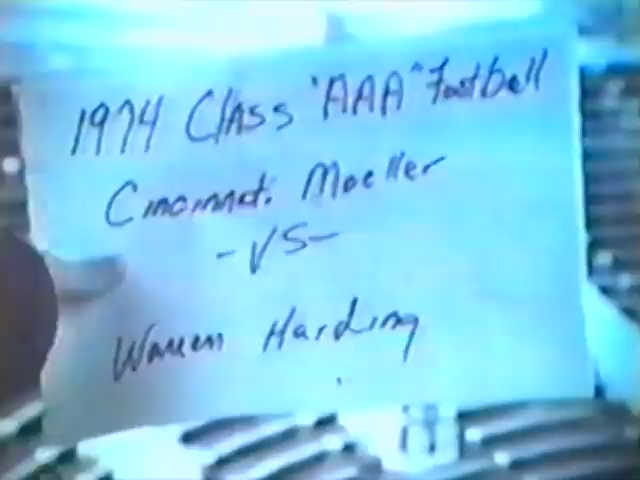 1974 Class "AAA" Football
Cincinnati Moeller
-VS-
Warren Harding